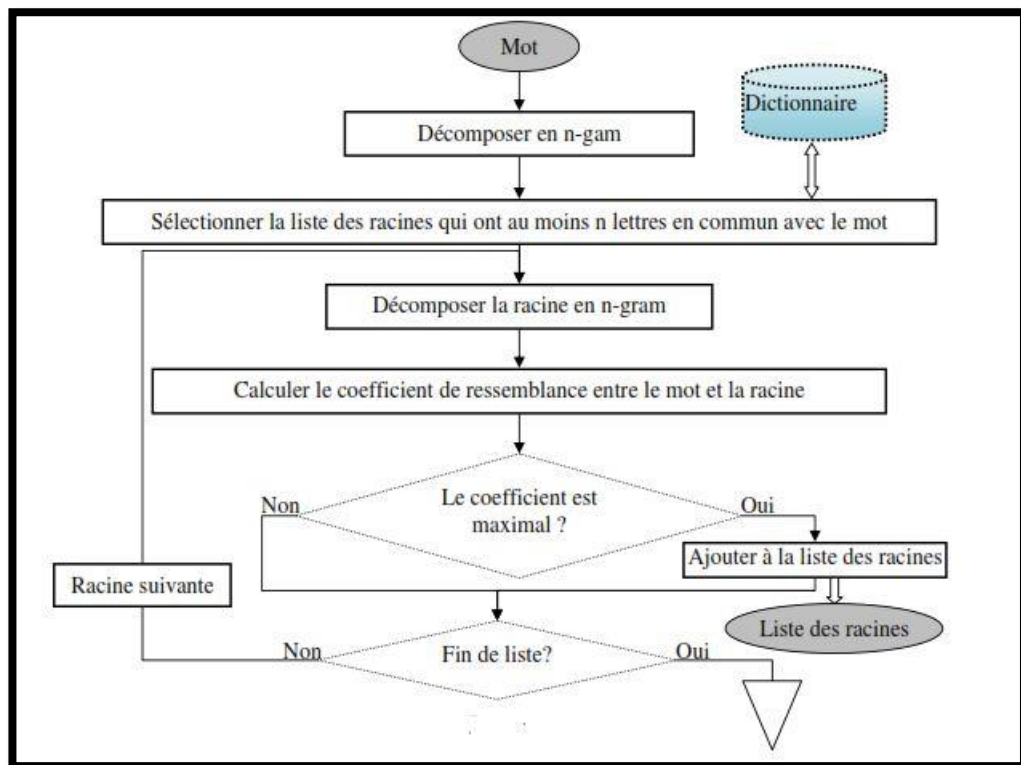 Mot
Dictionnaire
Décomposer en n-gam
Sélectionner la liste des racines qui ont au moins n lettres en commun avec le mot
Décomposer la racine en n-gram
Calculer le coefficient de ressemblance entre le mot et la racine
Le coefficient est
maximal ?
Non
Oui
Ajouter à la liste des racines
Racine suivante
Liste des racines
Fin de liste?
Non
Oui